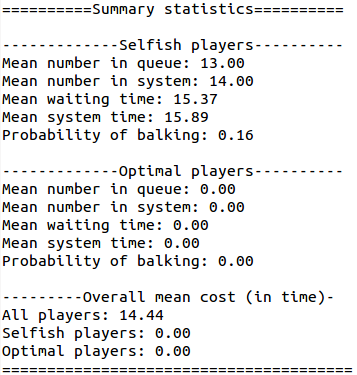 ==========Summary statistics==========
-------------Selfish players----------
Mean number in queue: 13.00
Mean number in system: 14.00
Mean waiting time: 15.37
Mean system time: 15.89
Probability of balking: 0.16
-------------Optimal players----------
Mean number in queue: 0.00
Mean number in system: 0.00
Mean waiting time: 0.00
Mean system time: 0.00
Probability of balking: 0.00
---------Overall mean cost (in time)-
All players: 14.44
Selfish players: 0.00
Optimal players: 0.00
=======================================